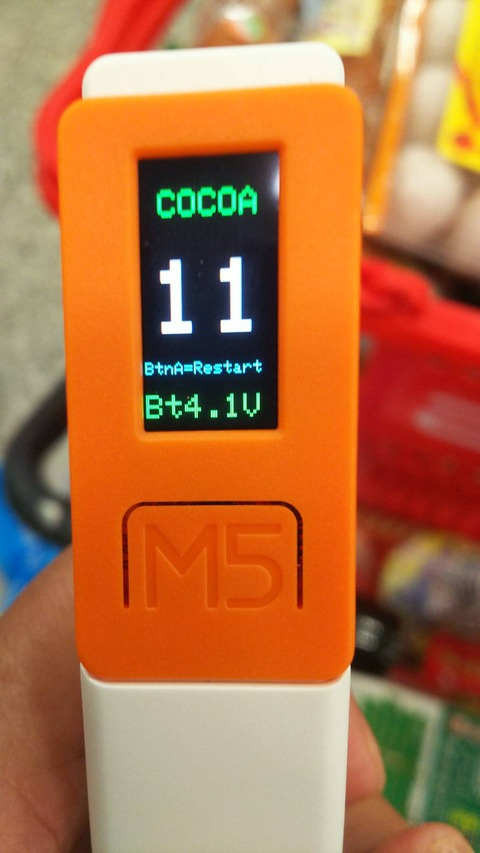 COCOA
11
BtnA=Restart
Bt4.1V
M5